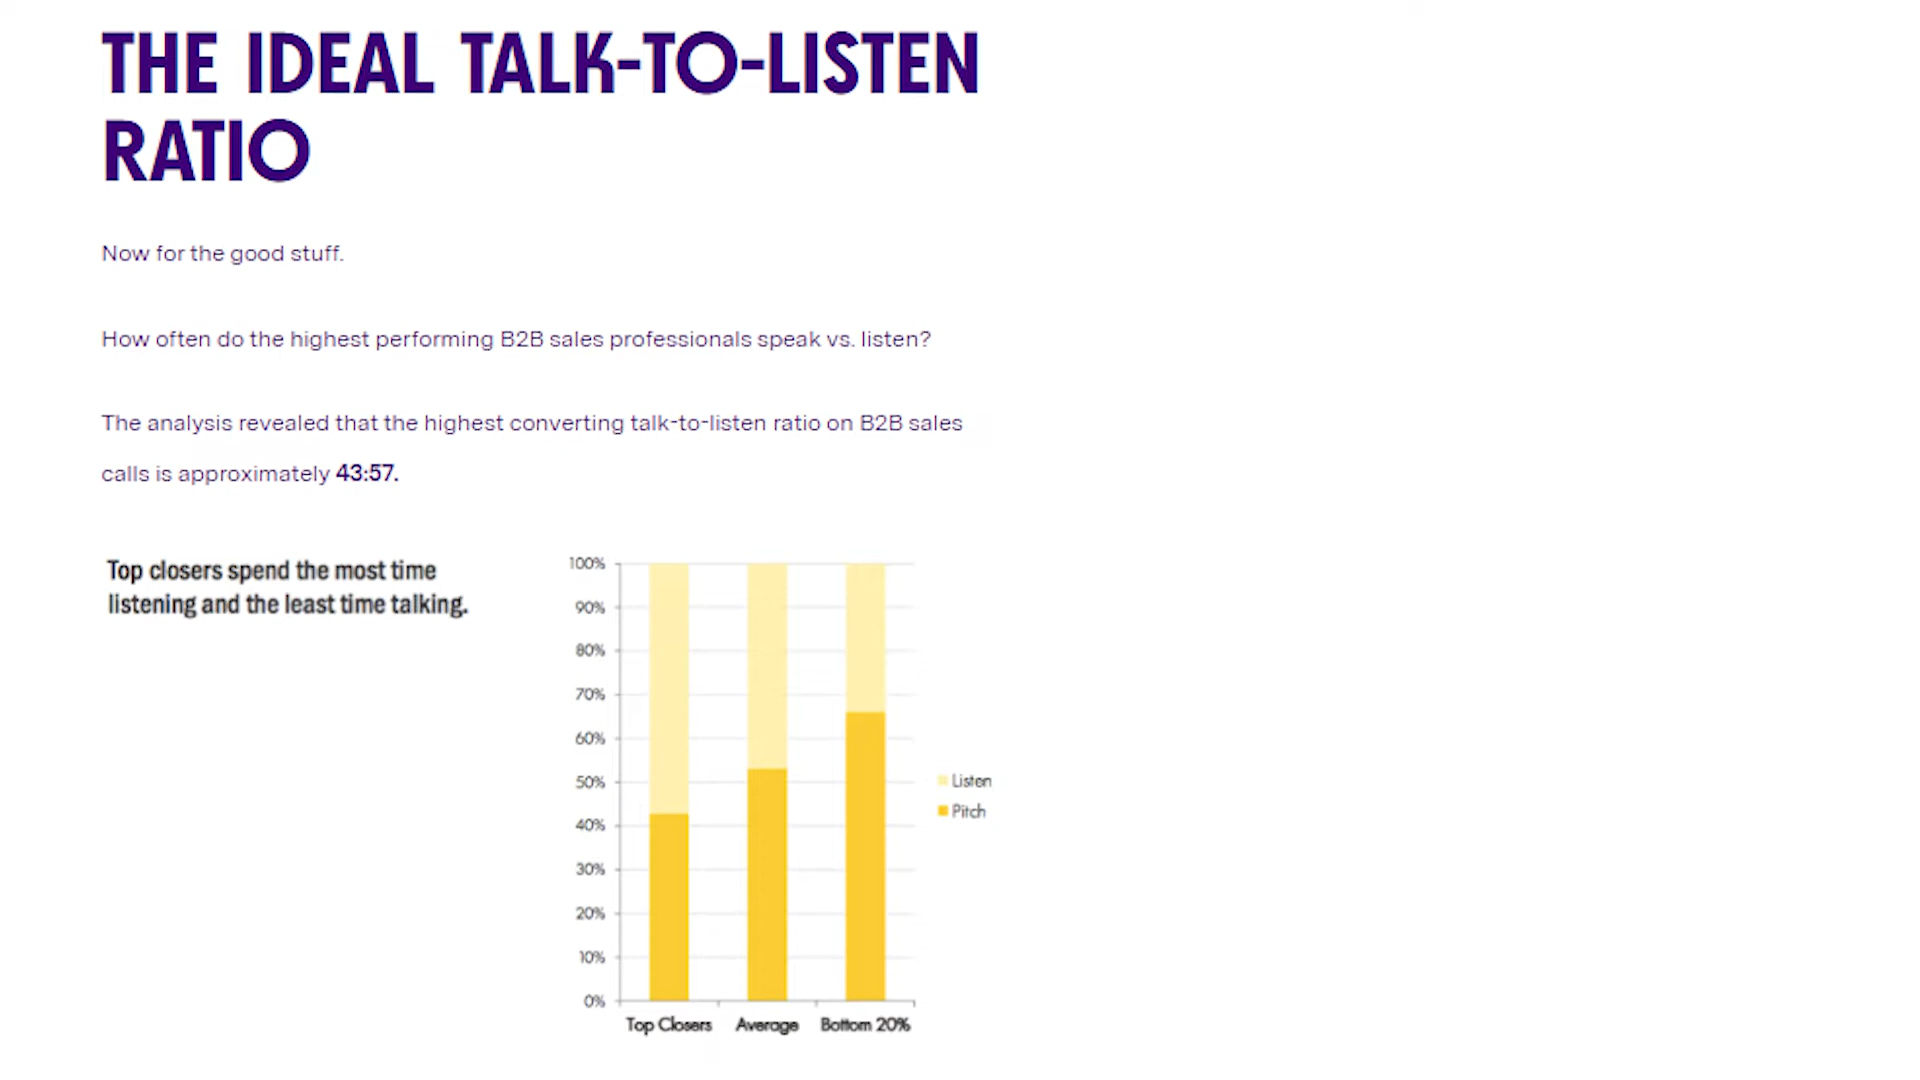 THE IDEAL TALK-TO-LISTEN
RATIO
Now for the good stuff.
How often do the highest performing B2B sales professionals speak vs. listen?
The analysis revealed that the highest converting talk-to-listen ratio on B2B sales
calls is approximately 43:57.
Top closers spend the most time
listening and the least time talking.
100%
90%
80%
70%
60%
50%
40%
30%
20%
10%
0%
Top Closers Average Bottom 20%
Listen
Pitch